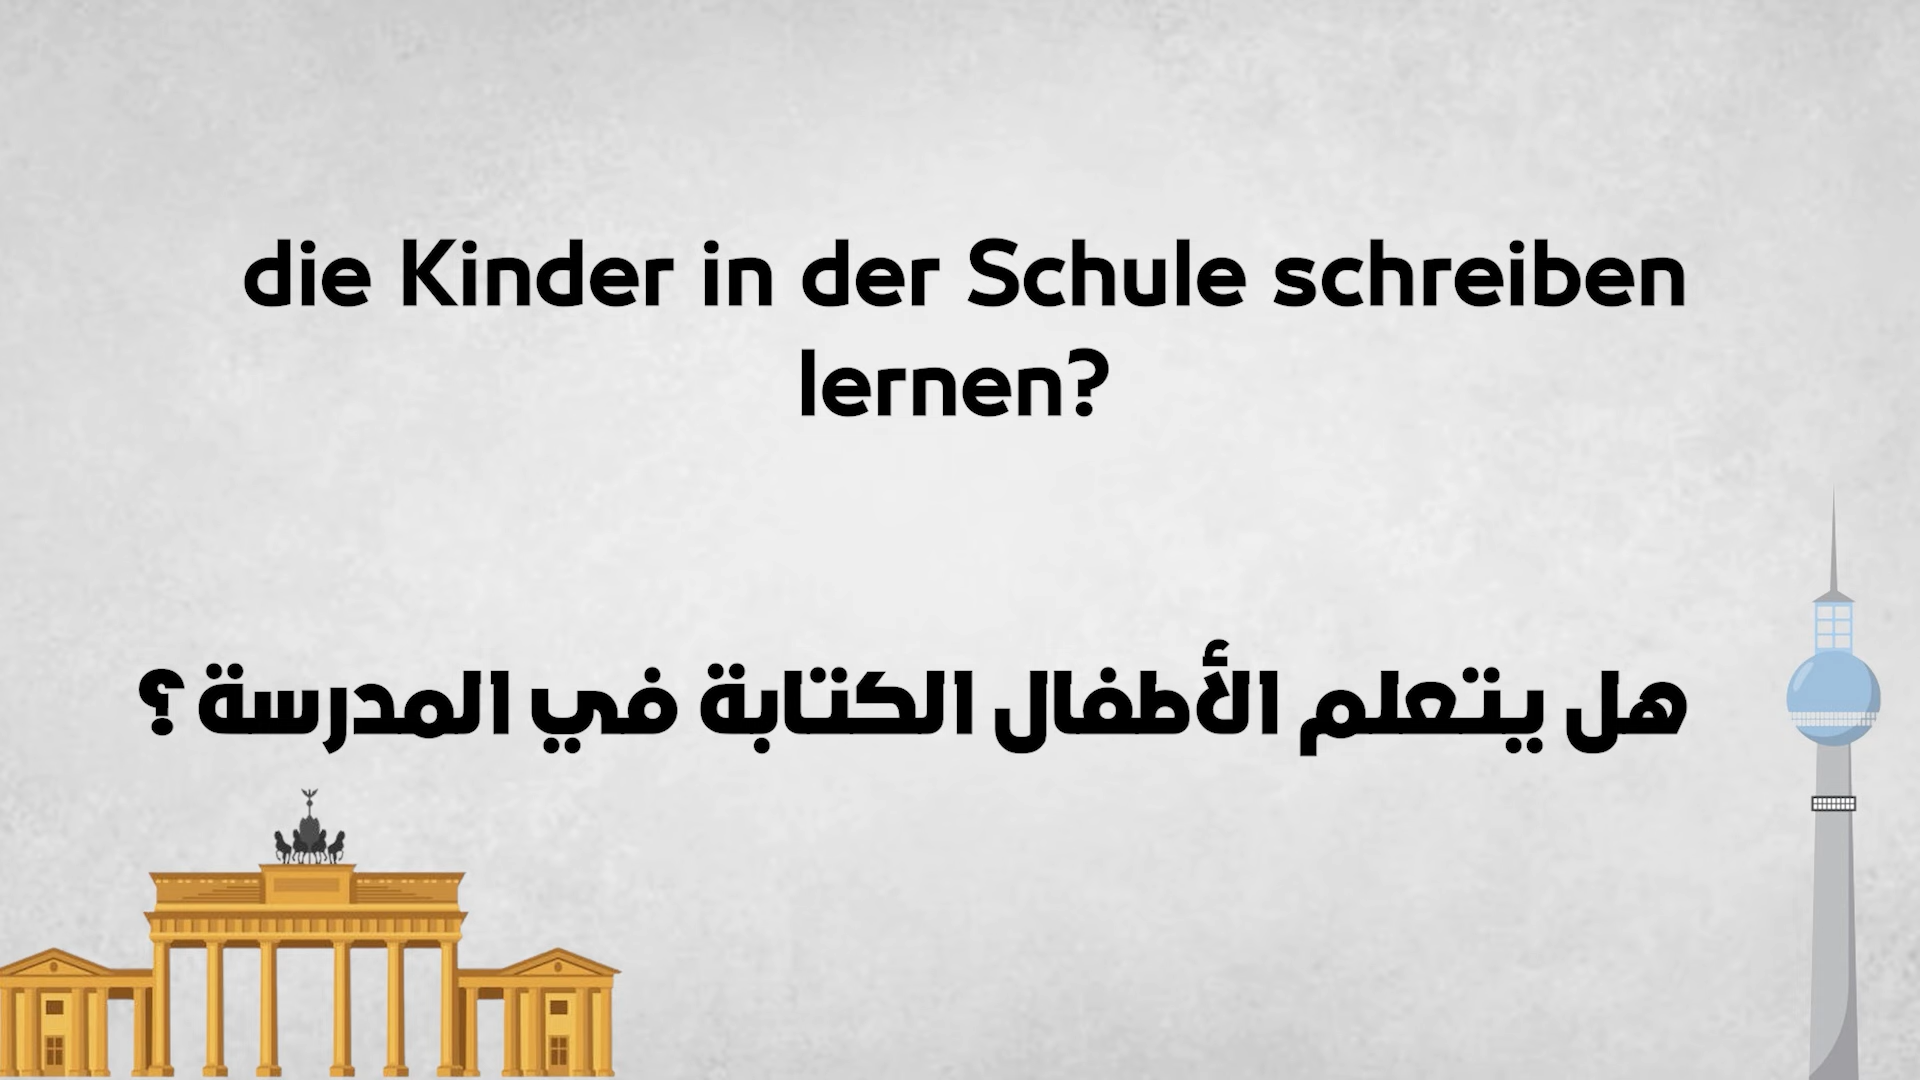 die Kinder in der Schule schreiben
lernen?
هل يتعلم الأطفال الكتابة في المدرسة ؟